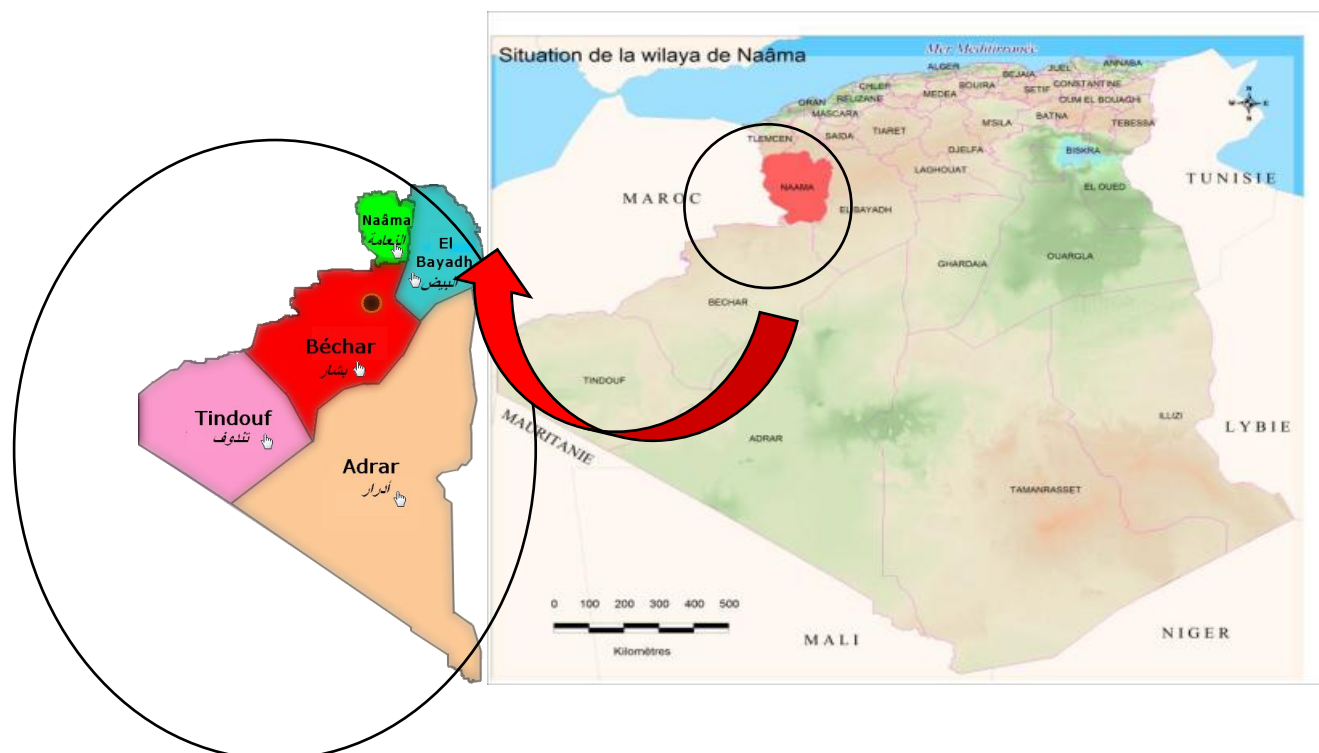 Situation de la wilaya de Naâma
Mer Mediterranée
ALGER
BEJAIA
JIJEL
ANNABA
CHLEF
BOUIRA
SETIF
CONSTANTINE
ORAN
RELIZANE
MEDEA
OUM EL BOUAGHI
MASCARA
BATNA
TEBESSA
TLEMCEN
SAIDA
TIARET
M'SILA
DJELFA
BISKRA
LAGHOUAT
TUNISIE
MAROC
NAAMA
EL BAYADH
EL OUED
GHARDAIA
OUARGLA
BECHAR
TINDOUF
ADRAR
ILLIZI
MAURITANIE
LYBIE
TAMANRASSET
MALI
NIGER
0 100 200 300 400 500
Kilomètres
N
W E
S
Naâma
النعامة
El
Bayadh
البيض
Béchar
بشار
Tindouf
تندوف
Adrar
أدرار